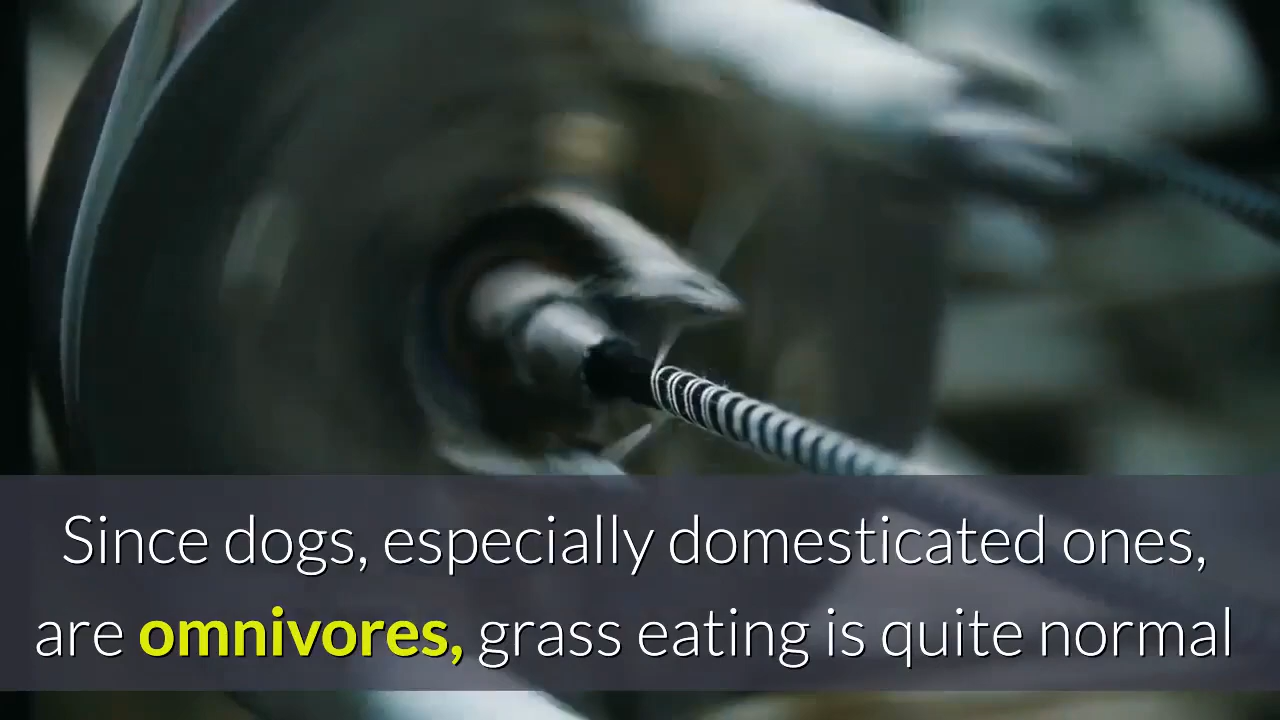 Since dogs, especially domesticated ones,
are omnivores, grass eating is quite normal